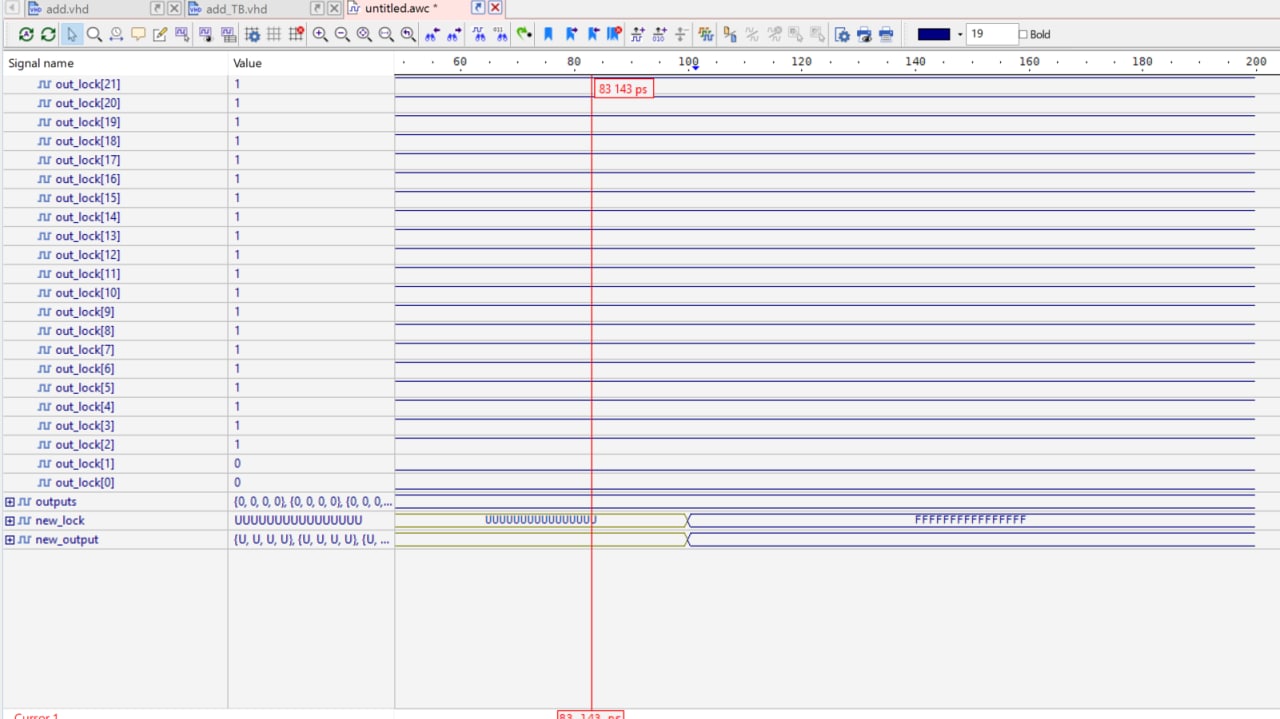 add.vhd add_TB.vhd untitled.awc *
19 Bold
Signal name Value 60 80 100 120 140 160 180 200
83 143 ps
out_lock[21] 1
out_lock[20] 1
out_lock[19] 1
out_lock[18] 1
out_lock[17] 1
out_lock[16] 1
out_lock[15] 1
out_lock[14] 1
out_lock[13] 1
out_lock[12] 1
out_lock[11] 1
out_lock[10] 1
out_lock[9] 1
out_lock[8] 1
out_lock[7] 1
out_lock[6] 1
out_lock[5] 1
out_lock[4] 1
out_lock[3] 1
out_lock[2] 1
out_lock[1] 0
out_lock[0] 0
outputs {0, 0, 0, 0}, {0, 0, 0, 0}, {0, 0, 0,...
new_lock UUUUUUUUUUUUUUUU UUUUUUUUUUUUUUUU FFFFFFFFFFFFFFFF
new_output {U, U, U, U}, {U, U, U, U}, {U, ...
Cursor 1 83 143 ps